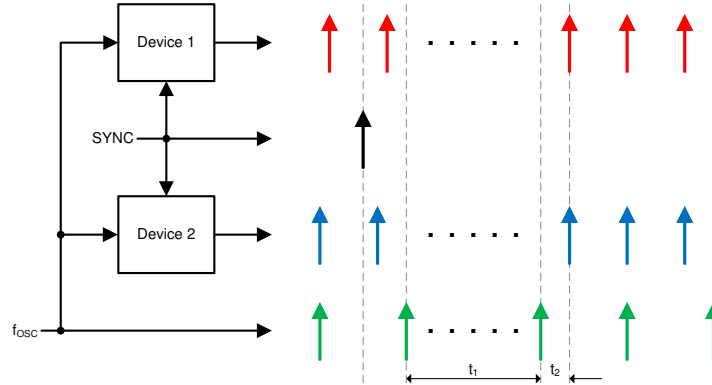 Device 1
SYNC
Device 2
fOSC
t1
t2